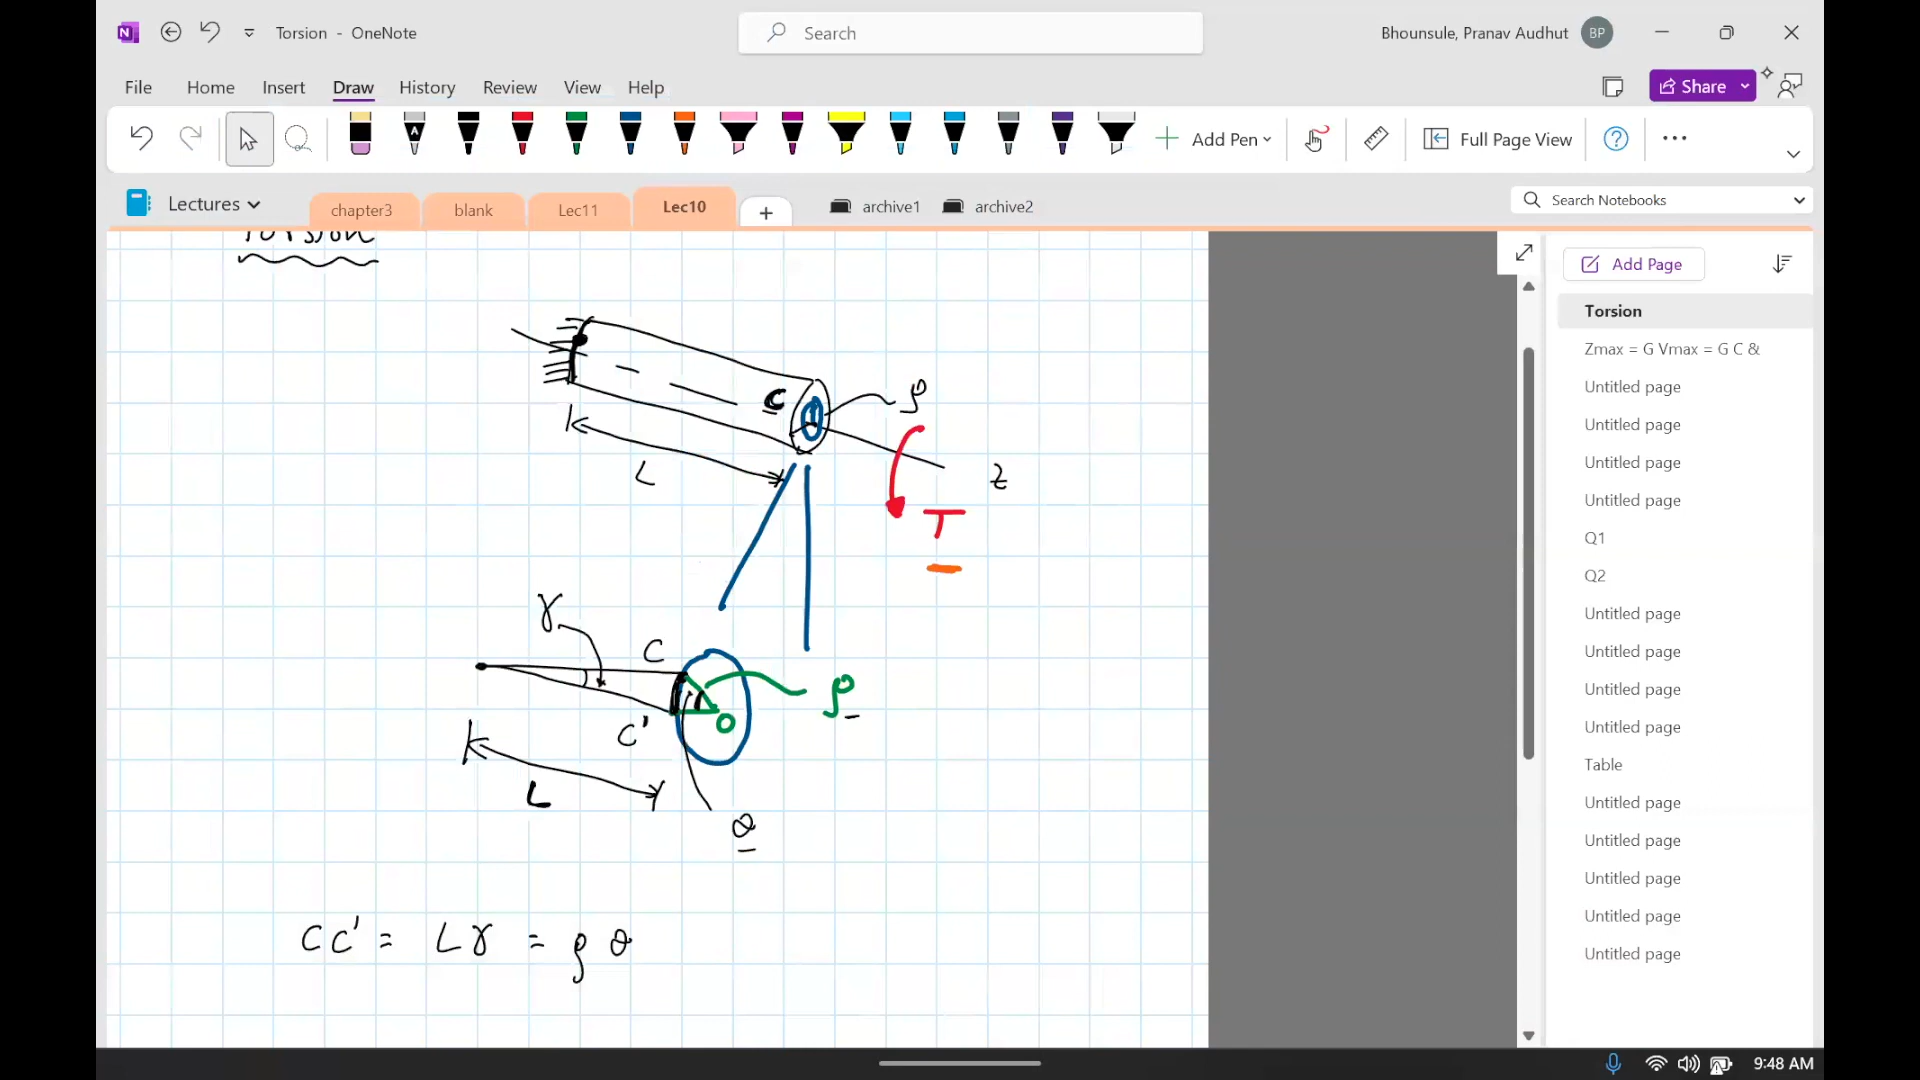 Torsion - OneNote
Search
Bhounsule, Pranav Audhut
BP
File Home Insert Draw History Review View Help
Share
A
Add Pen
Full Page View
?
Lectures
chapter3
blank
Lec11
Lec10
+
archive1
archive2
Search Notebooks
Torsion
Add Page
Torsion
Zmax = G Vmax = G C &
Untitled page
Untitled page
Untitled page
Untitled page
Q1
Q2
Untitled page
Untitled page
Untitled page
Untitled page
Table
Untitled page
Untitled page
Untitled page
Untitled page
Untitled page
C
ρ
L
z
T
γ
C
ρ
O
C'
L
θ
CC' = Lγ = ρ θ
9:48 AM